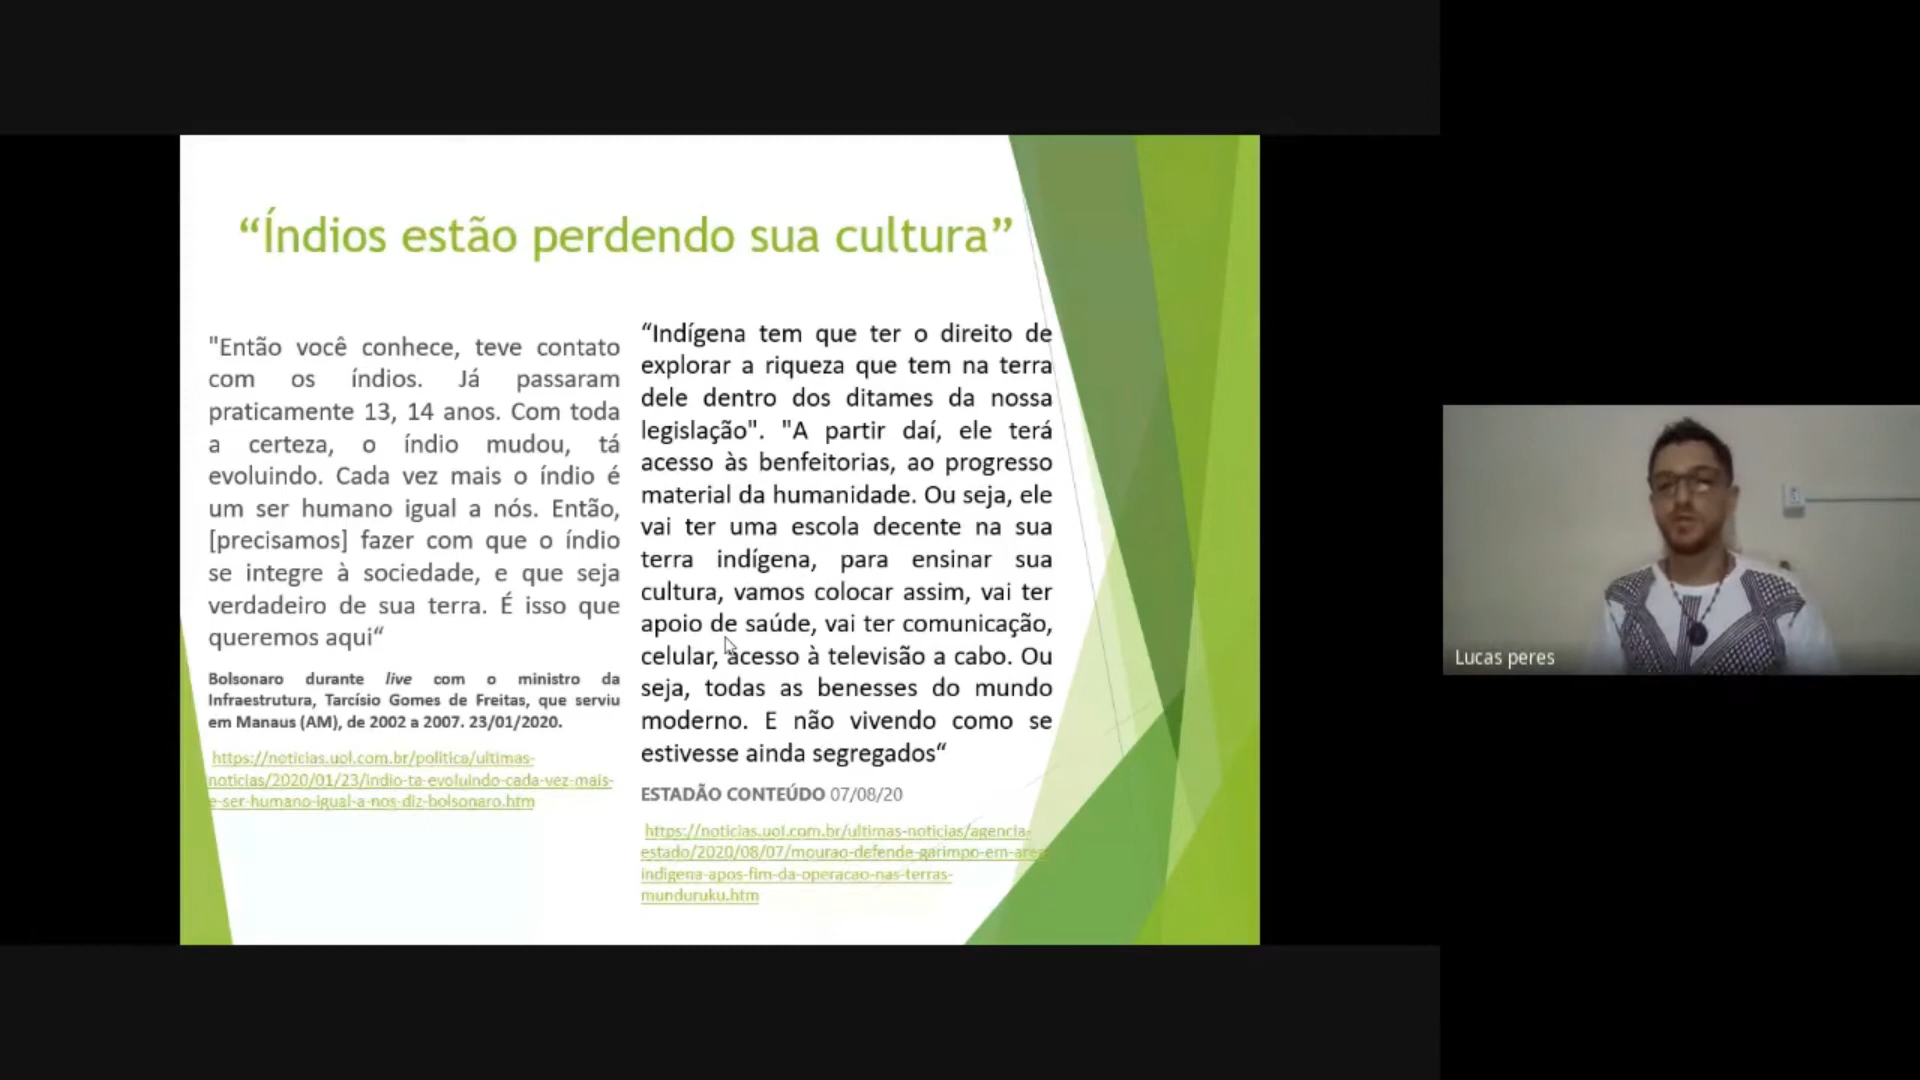 “Índios estão perdendo sua cultura”
"Então você conhece, teve contato
com os índios. Já passaram
praticamente 13, 14 anos. Com toda
a certeza, o índio mudou, tá
evoluindo. Cada vez mais o índio é
um ser humano igual a nós. Então,
[precisamos] fazer com que o índio
se integre à sociedade, e que seja
verdadeiro de sua terra. É isso que
queremos aqui“
Bolsonaro durante live com o ministro da
Infraestrutura, Tarcísio Gomes de Freitas, que serviu
em Manaus (AM), de 2002 a 2007. 23/01/2020.
https://noticias.uol.com.br/politica/ultimas-
noticias/2020/01/23/indio-ta-evoluindo-cada-vez-mais-
e-ser-humano-igual-a-nos-diz-bolsonaro.htm
“Indígena tem que ter o direito de
explorar a riqueza que tem na terra
dele dentro dos ditames da nossa
legislação". "A partir daí, ele terá
acesso às benfeitorias, ao progresso
material da humanidade. Ou seja, ele
vai ter uma escola decente na sua
terra indígena, para ensinar sua
cultura, vamos colocar assim, vai ter
apoio de saúde, vai ter comunicação,
celular, acesso à televisão a cabo. Ou
seja, todas as benesses do mundo
moderno. E não vivendo como se
estivesse ainda segregados“
ESTADÃO CONTEÚDO 07/08/20
https://noticias.uol.com.br/ultimas-noticias/agencia-
estado/2020/08/07/mourao-defende-garimpo-em-area-
indigena-apos-fim-da-operacao-nas-terras-
munduruku.htm
Lucas peres